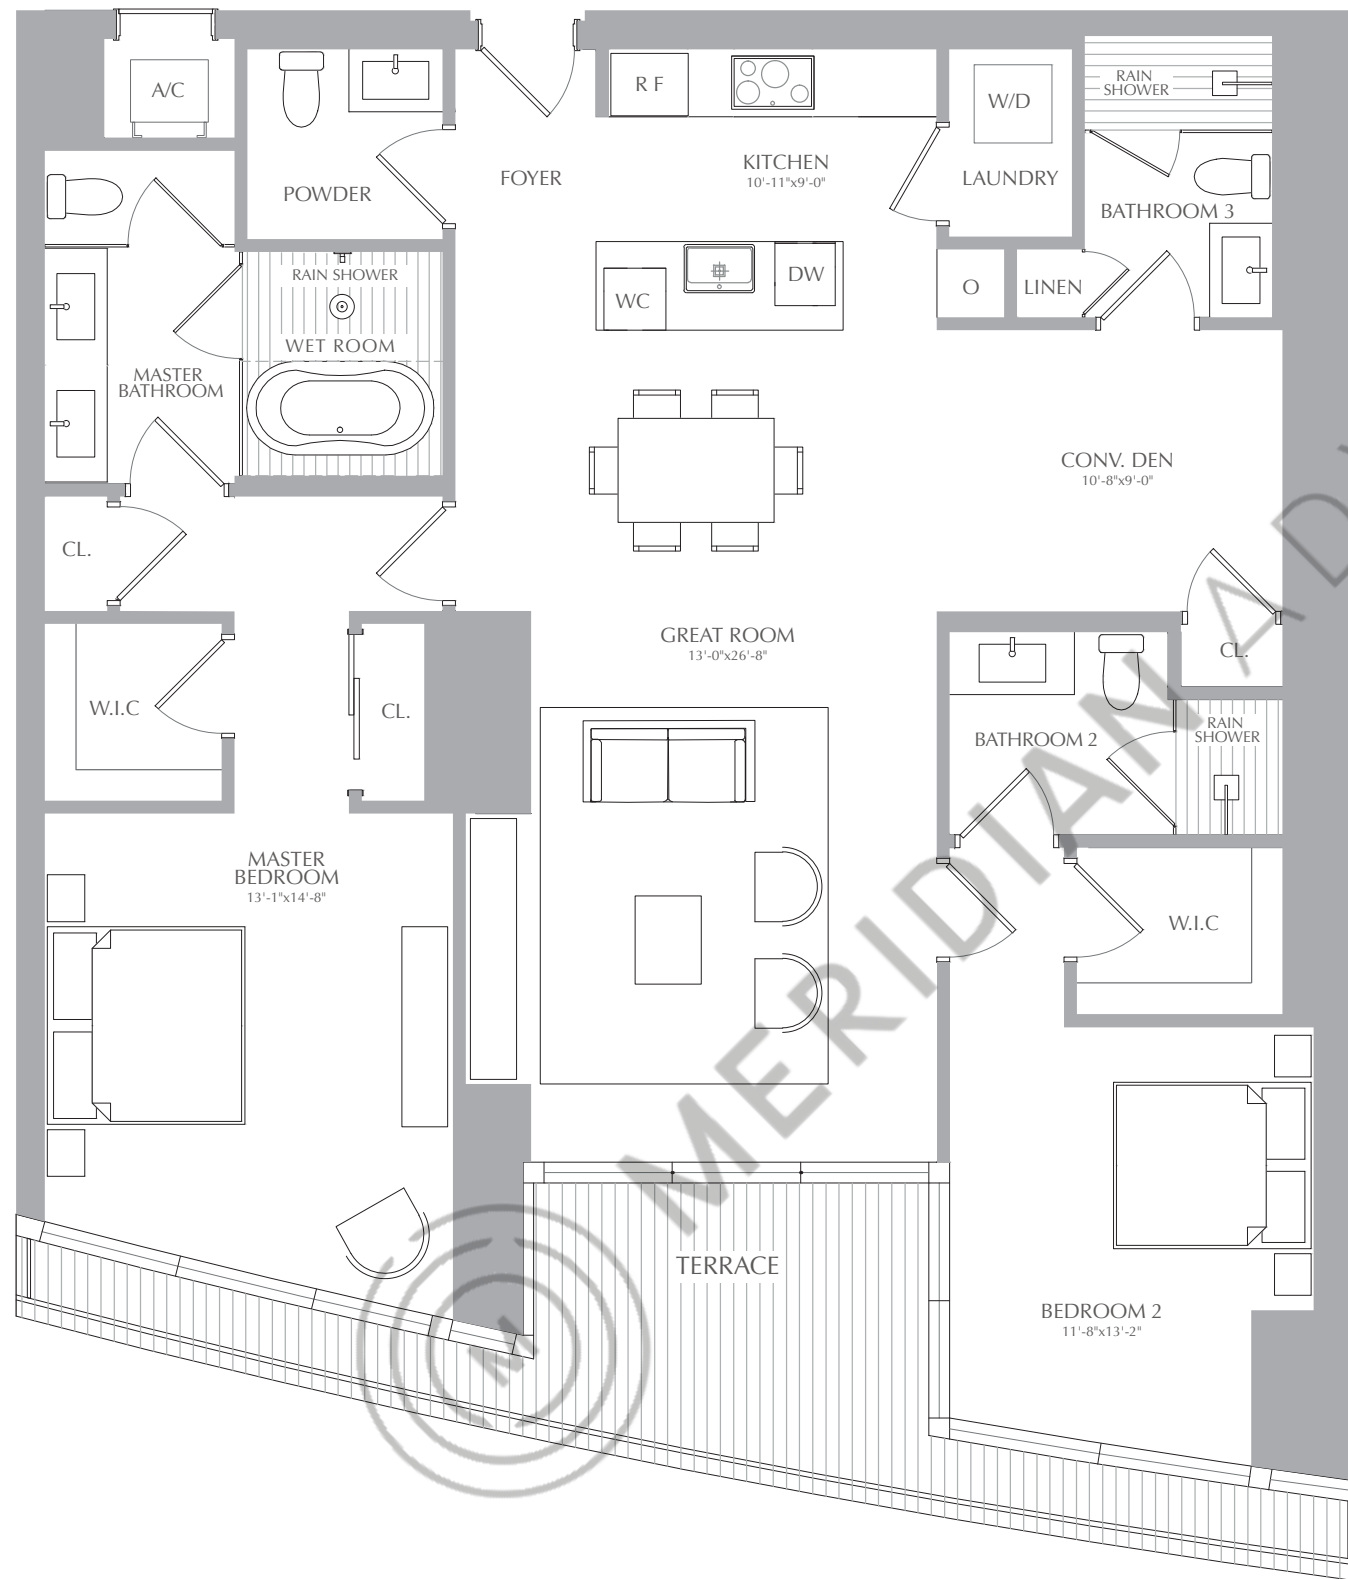 A/C
R F
W/D
RAIN
SHOWER
KITCHEN
10'-11"x9'-0"
POWDER
FOYER
LAUNDRY
BATHROOM 3
RAIN SHOWER
WC
DW
O
LINEN
WET ROOM
MASTER
BATHROOM
CONV. DEN
10'-8"x9'-0"
CL.
GREAT ROOM
13'-0"x26'-8"
CL.
W.I.C
CL.
BATHROOM 2
RAIN
SHOWER
MASTER
BEDROOM
13'-1"x14'-8"
W.I.C
TERRACE
BEDROOM 2
11'-8"x13'-2"
M MERIDIAN